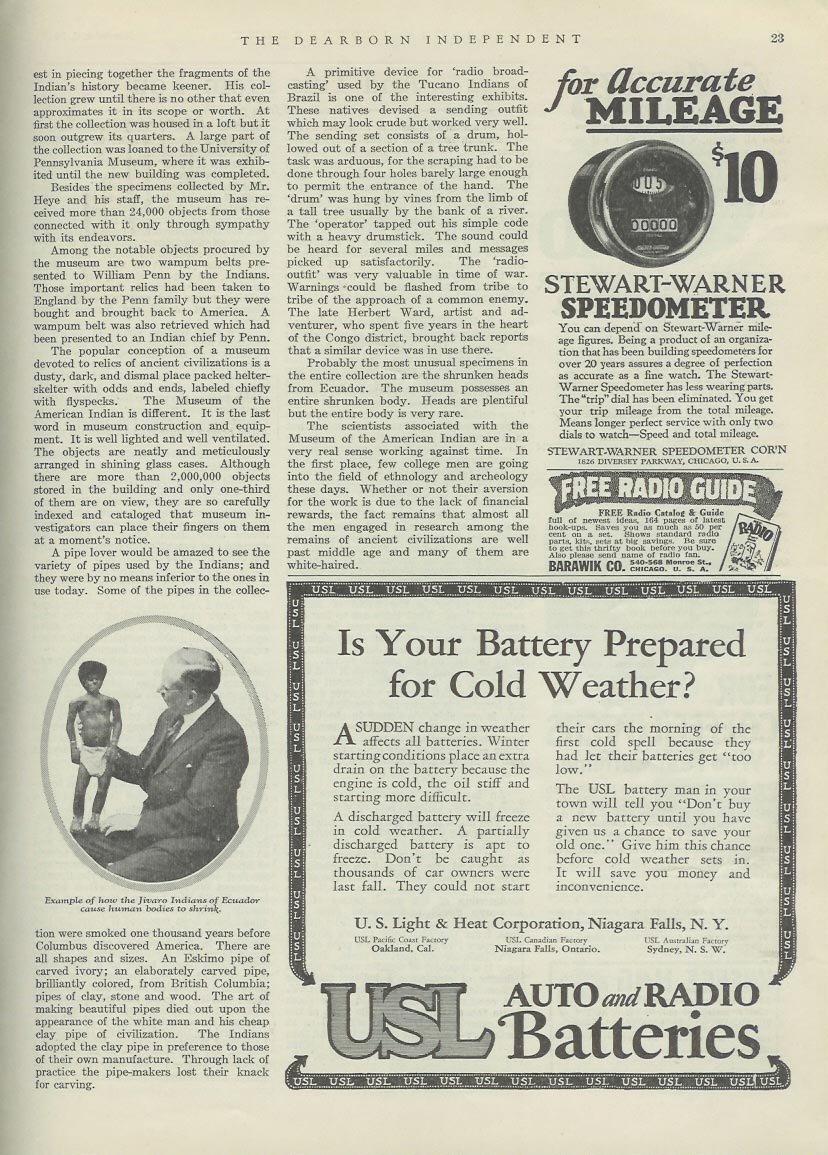 THE DEARBORN INDEPENDENT
23
est in piecing together the fragments of the
Indian's history became keener. His col-
lection grew until there is no other that even
approximates it in its scope or worth. At
first the collection was housed in a loft but it
soon outgrew its quarters. A large part of
the collection was loaned to the University of
Pennsylvania Museum, where it was exhib-
ited until the new building was completed.
Besides the specimens collected by Mr.
Heye and his staff, the museum has re-
ceived more than 24,000 objects from those
connected with it only through sympathy
with its endeavors.
Among the notable objects procured by
the museum are two wampum belts pre-
sented to William Penn by the Indians.
Those important relics had been taken to
England by the Penn family but they were
bought and brought back to America. A
wampum belt was also retrieved which had
been presented to an Indian chief by Penn.
The popular conception of a museum
devoted to relics of ancient civilizations is a
dusty, dark, and dismal place packed helter-
skelter with odds and ends, labeled chiefly
with flyspecks. The Museum of the
American Indian is different. It is the last
word in museum construction and equip-
ment. It is well lighted and well ventilated.
The objects are neatly and meticulously
arranged in shining glass cases. Although
there are more than 2,000,000 objects
stored in the building and only one-third
of them are on view, they are so carefully
indexed and cataloged that museum in-
vestigators can place their fingers on them
at a moment's notice.
A pipe lover would be amazed to see the
variety of pipes used by the Indians; and
they were by no means inferior to the ones in
use today. Some of the pipes in the collec-
Example of how the Jivaro Indians of Ecuador
cause human bodies to shrink.
tion were smoked one thousand years before
Columbus discovered America. There are
all shapes and sizes. An Eskimo pipe of
carved ivory; an elaborately carved pipe,
brilliantly colored, from British Columbia;
pipes of clay, stone and wood. The art of
making beautiful pipes died out upon the
appearance of the white man and his cheap
clay pipe of civilization. The Indians
adopted the clay pipe in preference to those
of their own manufacture. Through lack of
practice the pipe-makers lost their knack
for carving.
A primitive device for 'radio broad-
casting' used by the Tucano Indians of
Brazil is one of the interesting exhibits.
These natives devised a sending outfit
which may look crude but worked very well.
The sending set consists of a drum, hol-
lowed out of a section of a tree trunk. The
task was arduous, for the scraping had to be
done through four holes barely large enough
to permit the entrance of the hand. The
'drum' was hung by vines from the limb of
a tall tree usually by the bank of a river.
The 'operator' tapped out his simple code
with a heavy drumstick. The sound could
be heard for several miles and messages
picked up satisfactorily. The 'radio-
outfit' was very valuable in time of war.
Warnings could be flashed from tribe to
tribe of the approach of a common enemy.
The late Herbert Ward, artist and ad-
venturer, who spent five years in the heart
of the Congo district, brought back reports
that a similar device was in use there.
Probably the most unusual specimens in
the entire collection are the shrunken heads
from Ecuador. The museum possesses an
entire shrunken body. Heads are plentiful
but the entire body is very rare.
The scientists associated with the
Museum of the American Indian are in a
very real sense working against time. In
the first place, few college men are going
into the field of ethnology and archeology
these days. Whether or not their aversion
for the work is due to the lack of financial
rewards, the fact remains that almost all
the men engaged in research among the
remains of ancient civilizations are well
past middle age and many of them are
white-haired.
for Accurate
MILEAGE
$10
00000
STEWART-WARNER
SPEEDOMETER
You can depend on Stewart-Warner mile-
age figures. Being a product of an organiza-
tion that has been building speedometers for
over 20 years assures a degree of perfection
as accurate as a fine watch. The Stewart-
Warner Speedometer has less wearing parts.
The "trip" dial has been eliminated. You get
your trip mileage from the total mileage.
Means longer perfect service with only two
dials to watch—Speed and total mileage.
STEWART-WARNER SPEEDOMETER COR'N
1826 DIVERSEY PARKWAY, CHICAGO, U. S. A.
FREE RADIO GUIDE
FREE Radio Catalog & Guide
full of newest ideas, 164 pages of latest
hook-ups. Saves you as much as 50 per
cent on a set. Shows standard radio
parts, kits, sets at big savings. Be sure
to get this thrifty book before you buy.
Also please send name of radio fan.
BARAWIK CO. 540-568 Monroe St.,
CHICAGO. U. S. A.
RADIO
USL USL USL USL USL USL USL USL USL USL USL USL
Is Your Battery Prepared
for Cold Weather?
A SUDDEN change in weather
affects all batteries. Winter
starting conditions place an extra
drain on the battery because the
engine is cold, the oil stiff and
starting more difficult.
A discharged battery will freeze
in cold weather. A partially
discharged battery is apt to
freeze. Don't be caught as
thousands of car owners were
last fall. They could not start
their cars the morning of the
first cold spell because they
had let their batteries get "too
low."
The USL battery man in your
town will tell you "Don't buy
a new battery until you have
given us a chance to save your
old one." Give him this chance
before cold weather sets in.
It will save you money and
inconvenience.
U. S. Light & Heat Corporation, Niagara Falls, N. Y.
USL Pacific Coast Factory
Oakland, Cal.
USL Canadian Factory
Niagara Falls, Ontario.
USL Australian Factory
Sydney, N. S. W.
USL
AUTO and RADIO
Batteries
USL USL USL USL USL USL USL USL USL USL USL USL USL